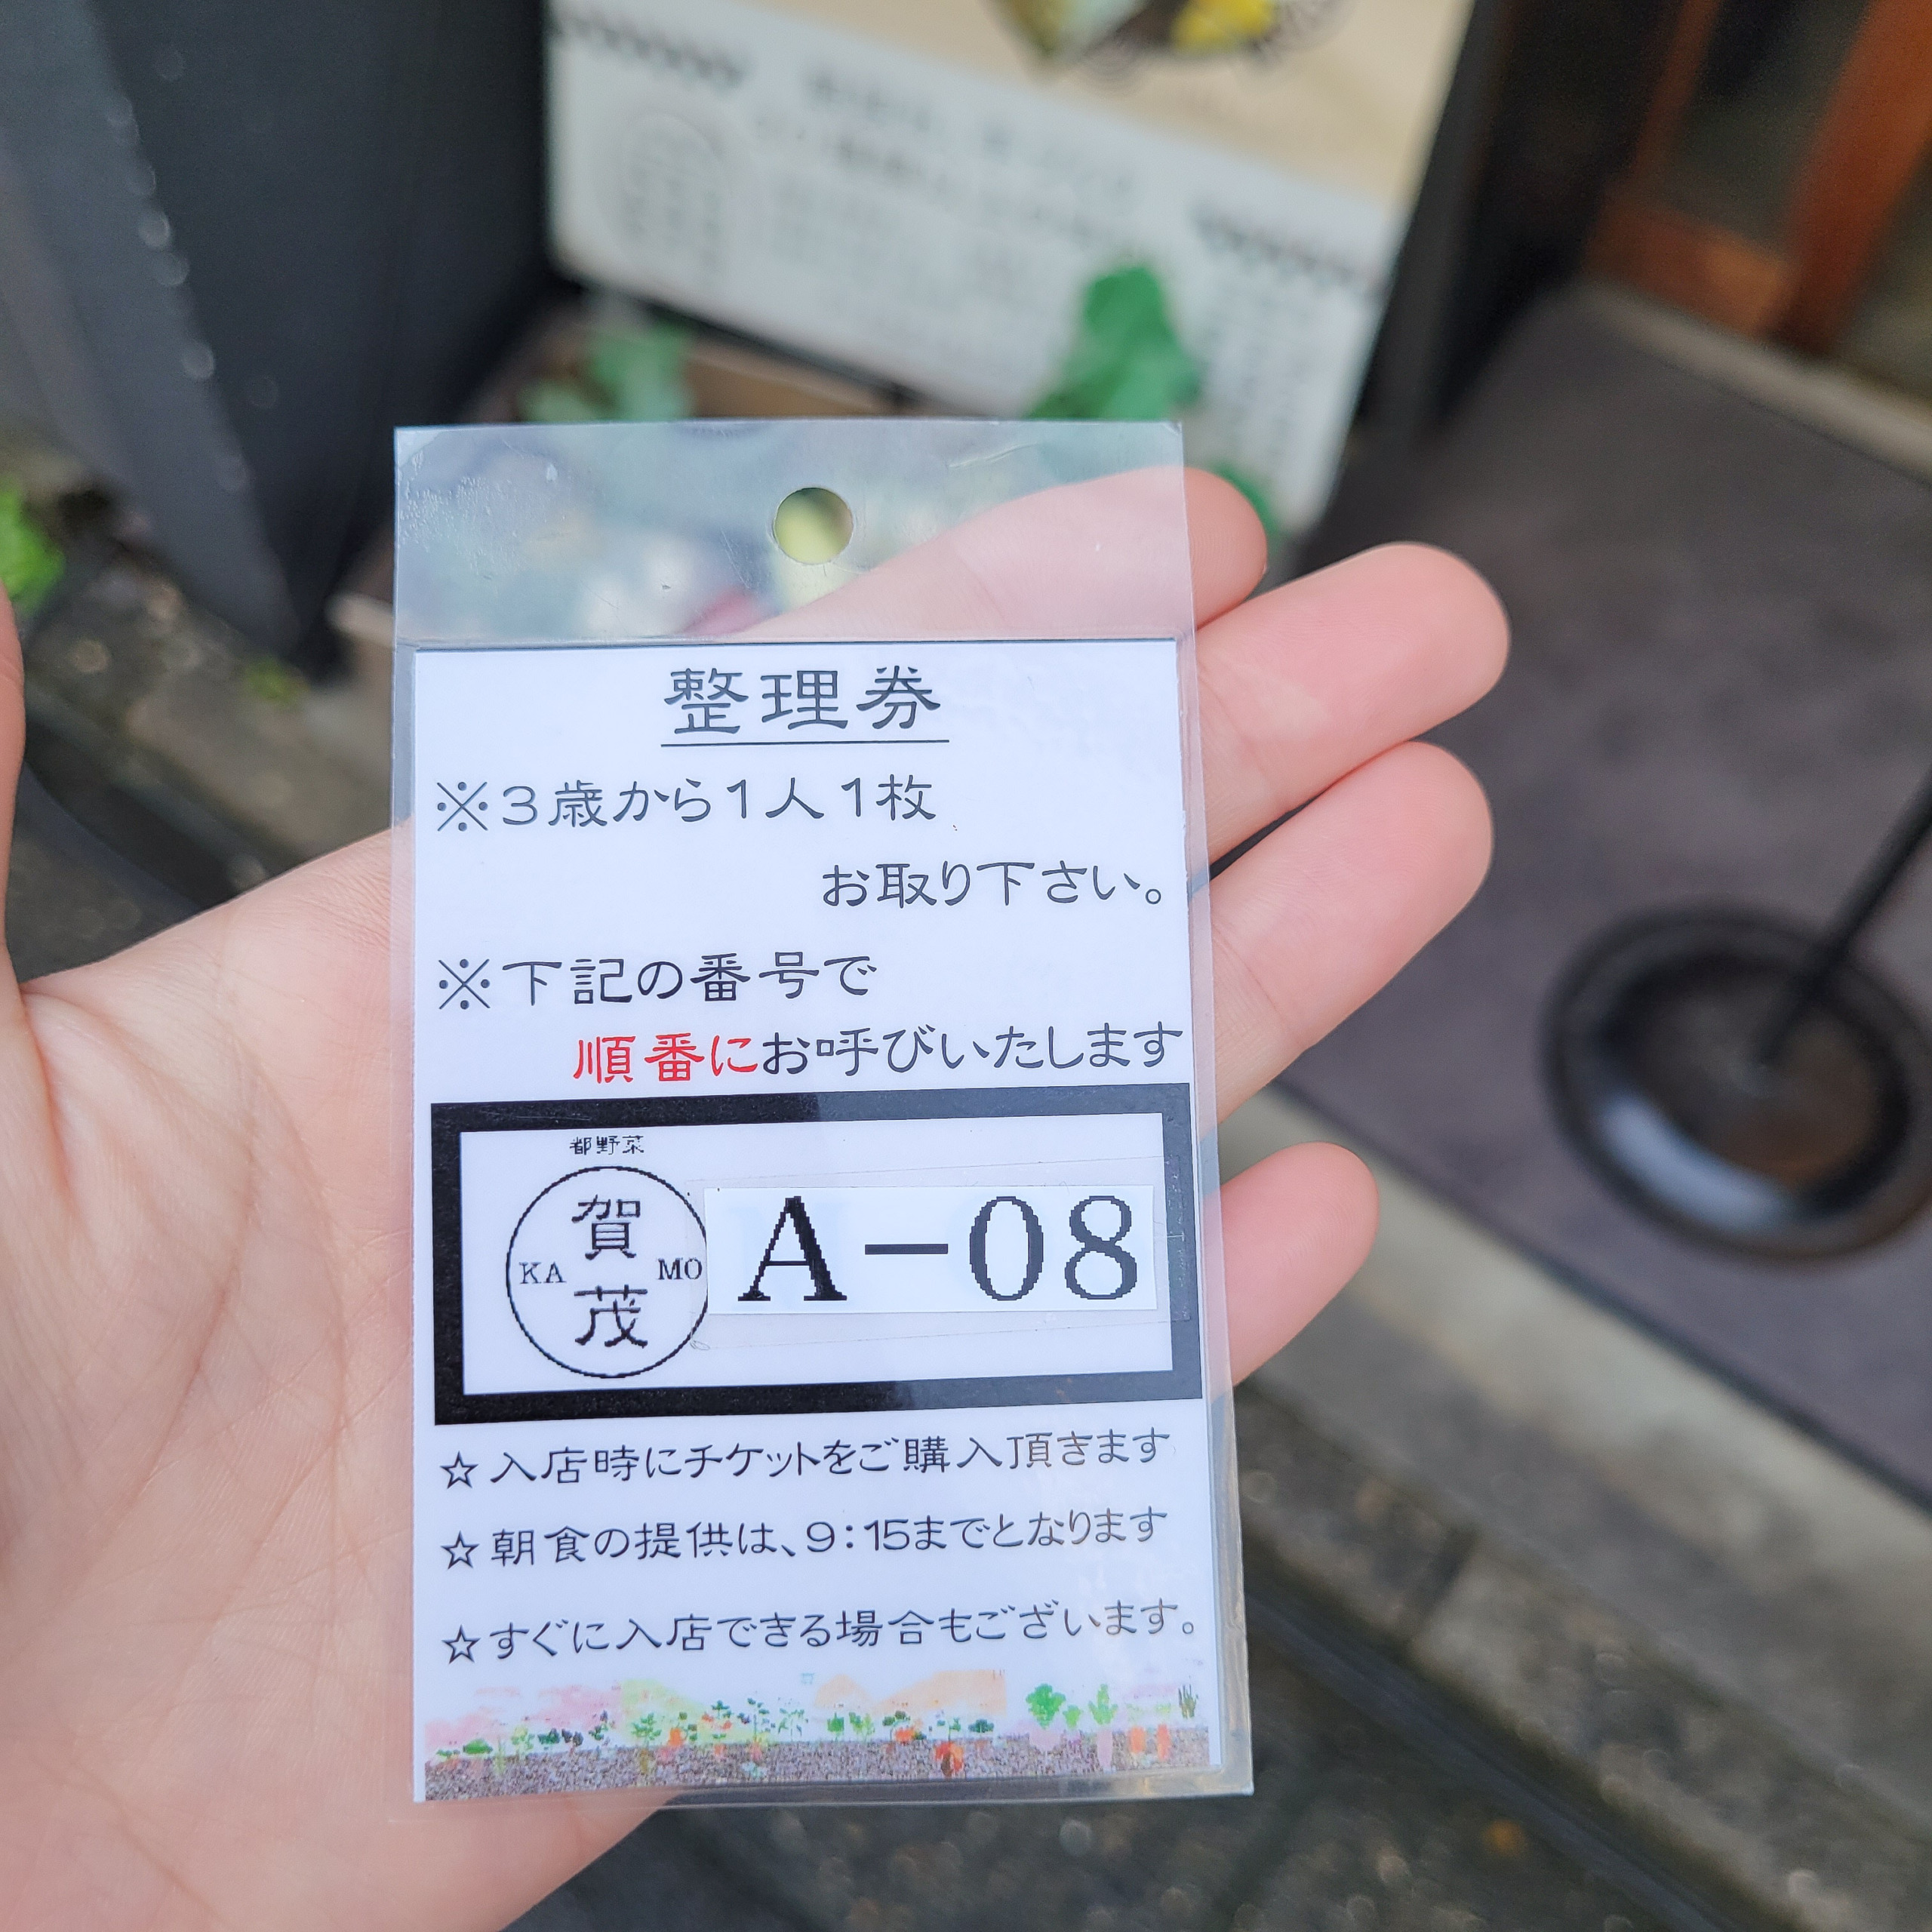 整理券
※3歳から1人1枚
お取り下さい。
※下記の番号で
順番にお呼びいたします
都野菜
賀
KA MO
茂
A-08
☆入店時にチケットをご購入頂きます
☆朝食の提供は、9:15までとなります
☆すぐに入店できる場合もございます。